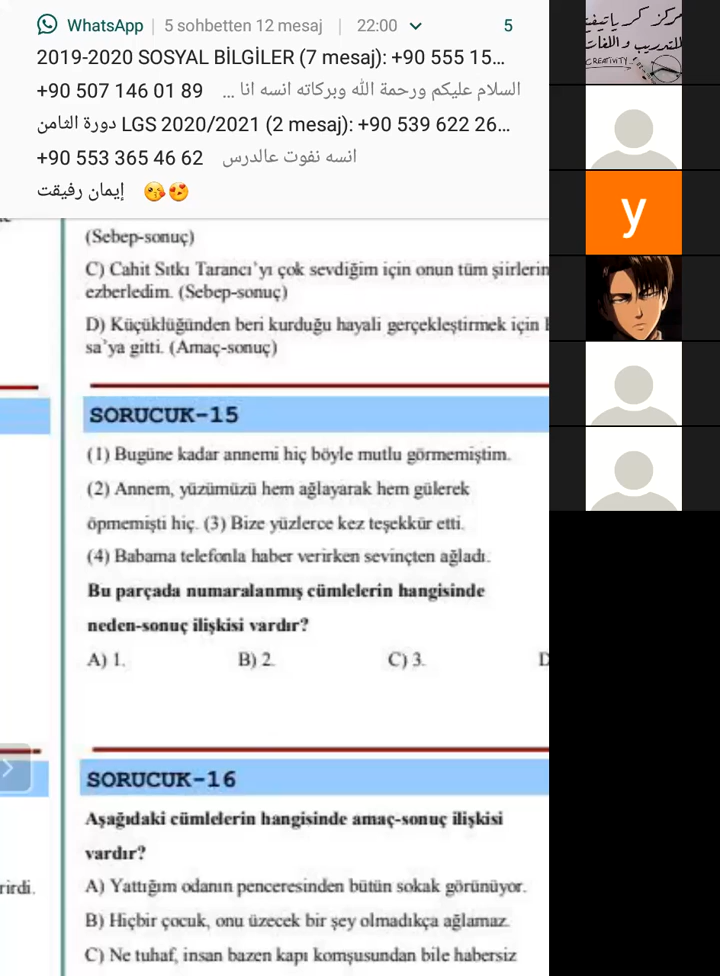 WhatsApp | 5 sohbetten 12 mesaj | 22:00 5
2019-2020 SOSYAL BİLGİLER (7 mesaj): +90 555 15...
+90 507 146 01 89 السلام عليكم ورحمة الله وبركاته انسه انا ...
دورة الثامن LGS 2020/2021 (2 mesaj): +90 539 622 26...
+90 553 365 46 62 انسه نفوت عالدرس
إيمان رفيقت 😘😍
مركز كرياتيفيتي
للتدريب واللغات
CREATIVITY
y
(Sebep-sonuç)
C) Cahit Sıtkı Tarancı'yı çok sevdiğim için onun tüm şiirlerin
ezberledim. (Sebep-sonuç)
D) Küçüklüğünden beri kurduğu hayali gerçekleştirmek için
sa'ya gitti. (Amaç-sonuç)
SORUCUK-15
(1) Bugüne kadar annemi hiç böyle mutlu görmemiştim.
(2) Annem, yüzümüzü hem ağlayarak hem gülerek
öpmemişti hiç. (3) Bize yüzlerce kez teşekkür etti.
(4) Babama telefonla haber verirken sevinçten ağladı.
Bu parçada numaralanmış cümlelerin hangisinde
neden-sonuç ilişkisi vardır?
A) 1. B) 2. C) 3. D
SORUCUK-16
Aşağıdaki cümlelerin hangisinde amaç-sonuç ilişkisi
vardır?
rirdi.
A) Yattığım odanın penceresinden bütün sokak görünüyor.
B) Hiçbir çocuk, onu üzecek bir şey olmadıkça ağlamaz.
C) Ne tuhaf, insan bazen kapı komşusundan bile habersiz